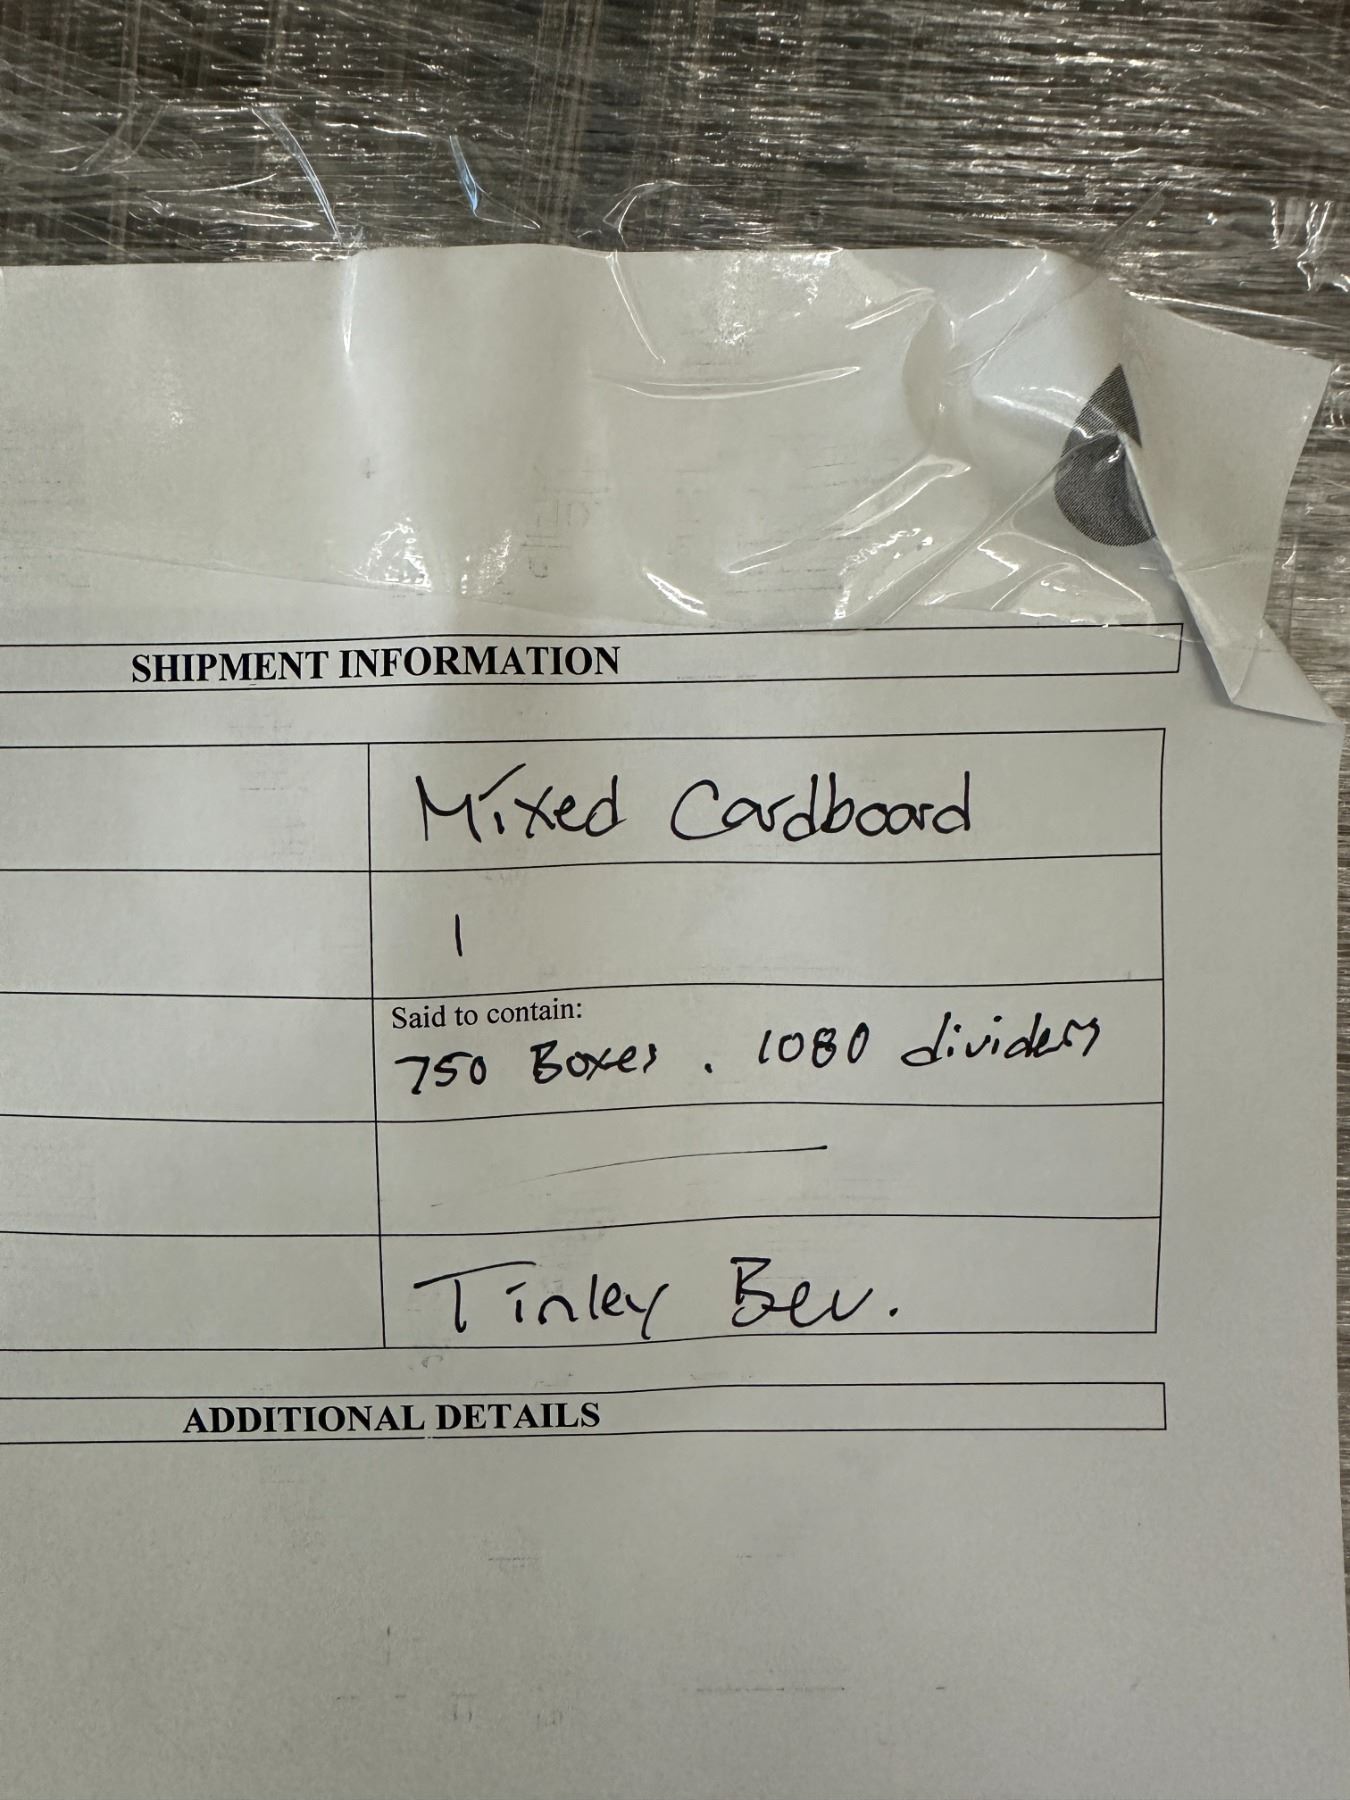 SHIPMENT INFORMATION
Mixed Cardboard
1
Said to contain:
750 Boxes . 1080 dividers
Tinley Bev.
ADDITIONAL DETAILS